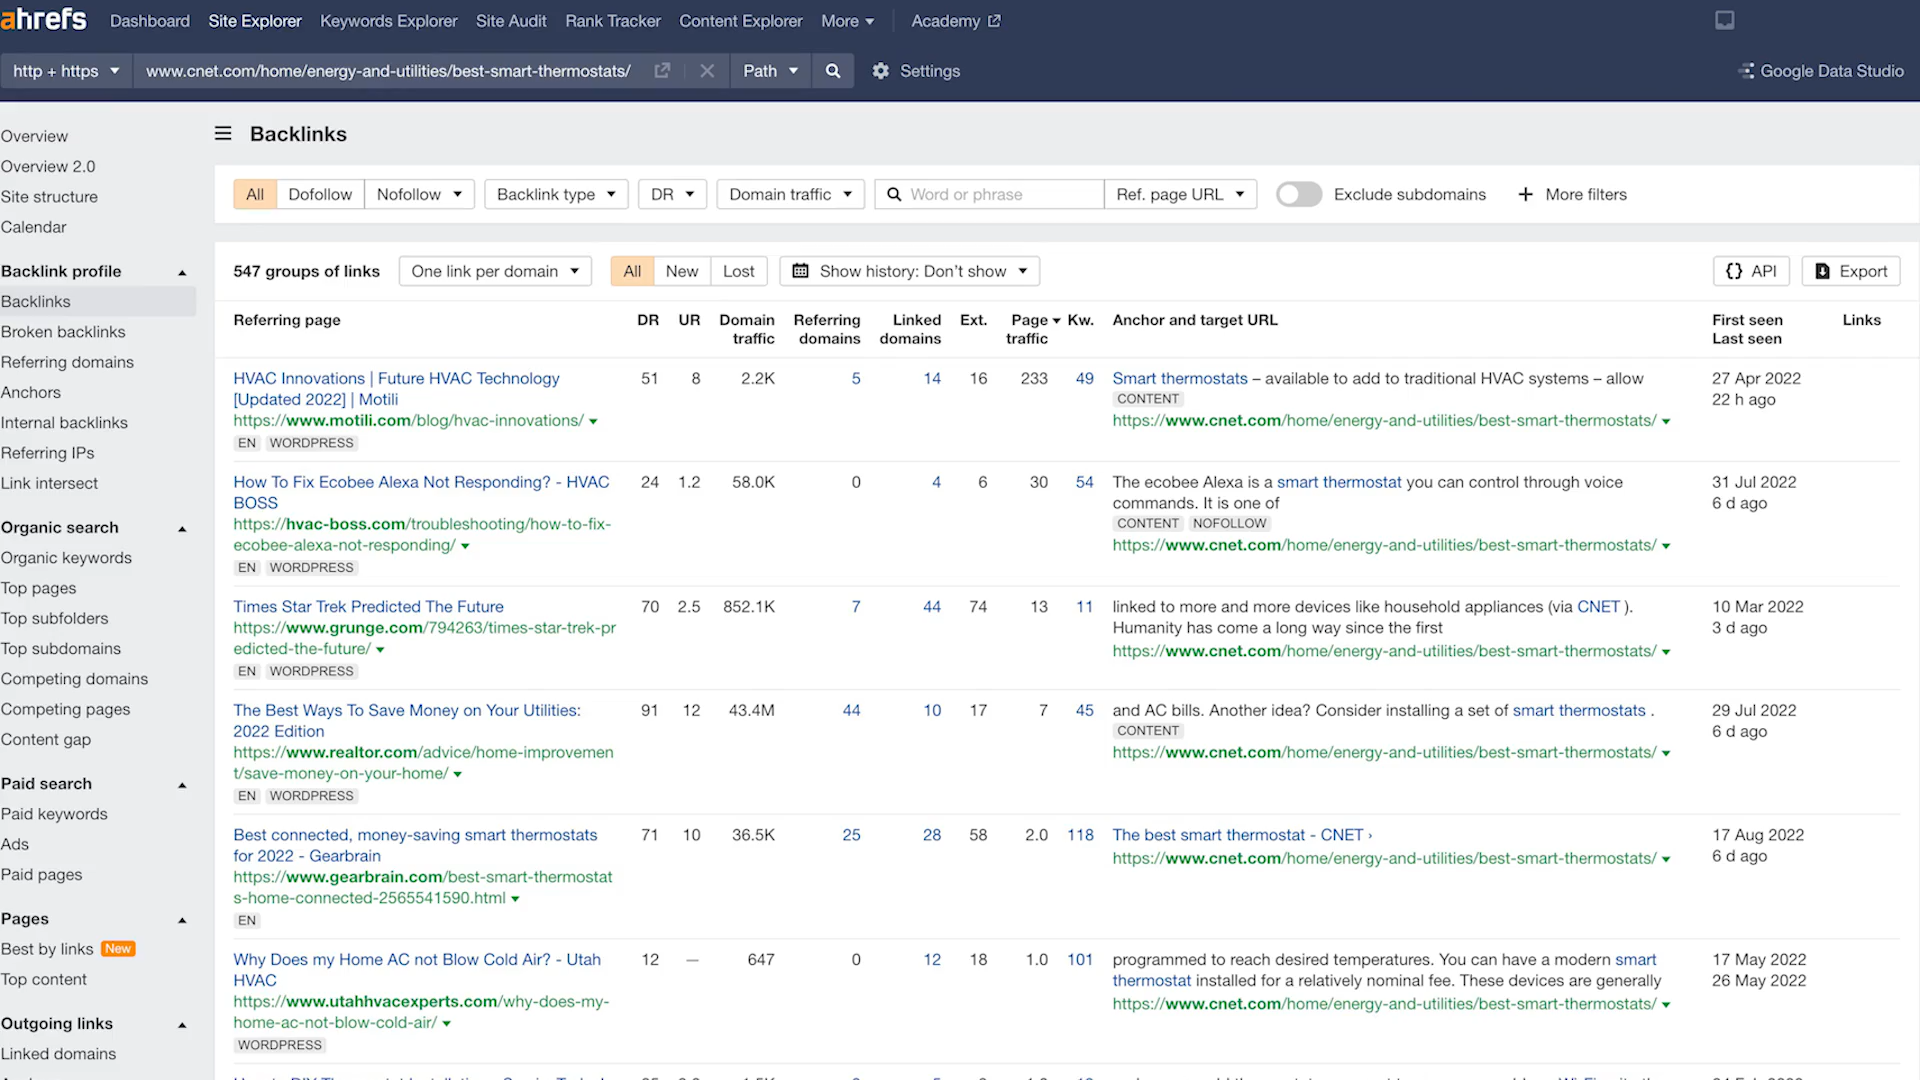 ahrefs Dashboard Site Explorer Keywords Explorer Site Audit Rank Tracker Content Explorer More Academy
http + https www.cnet.com/home/energy-and-utilities/best-smart-thermostats/ Path Settings Google Data Studio
Overview
Overview 2.0
Site structure
Calendar
Backlink profile
Backlinks
Broken backlinks
Referring domains
Anchors
Internal backlinks
Referring IPs
Link intersect
Organic search
Organic keywords
Top pages
Top subfolders
Top subdomains
Competing domains
Competing pages
Content gap
Paid search
Paid keywords
Ads
Paid pages
Pages
Best by links New
Top content
Outgoing links
Linked domains
Backlinks
All Dofollow Nofollow Backlink type DR Domain traffic Word or phrase Ref. page URL Exclude subdomains + More filters
547 groups of links One link per domain All New Lost Show history: Don't show {} API Export
Referring page DR UR Domain traffic Referring domains Linked domains Ext. Page traffic Kw. Anchor and target URL First seen Last seen Links
HVAC Innovations | Future HVAC Technology
[Updated 2022] | Motili
https://www.motili.com/blog/hvac-innovations/
EN WORDPRESS
51 8 2.2K 5 14 16 233 49
Smart thermostats – available to add to traditional HVAC systems – allow
CONTENT
https://www.cnet.com/home/energy-and-utilities/best-smart-thermostats/
27 Apr 2022
22 h ago
How To Fix Ecobee Alexa Not Responding? - HVAC
BOSS
https://hvac-boss.com/troubleshooting/how-to-fix-
ecobee-alexa-not-responding/
EN WORDPRESS
24 1.2 58.0K 0 4 6 30 54
The ecobee Alexa is a smart thermostat you can control through voice
commands. It is one of
CONTENT NOFOLLOW
https://www.cnet.com/home/energy-and-utilities/best-smart-thermostats/
31 Jul 2022
6 d ago
Times Star Trek Predicted The Future
https://www.grunge.com/794263/times-star-trek-pr
edicted-the-future/
EN WORDPRESS
70 2.5 852.1K 7 44 74 13 11
linked to more and more devices like household appliances (via CNET ).
Humanity has come a long way since the first
https://www.cnet.com/home/energy-and-utilities/best-smart-thermostats/
10 Mar 2022
3 d ago
The Best Ways To Save Money on Your Utilities:
2022 Edition
https://www.realtor.com/advice/home-improvemen
t/save-money-on-your-home/
EN WORDPRESS
91 12 43.4M 44 10 17 7 45
and AC bills. Another idea? Consider installing a set of smart thermostats .
CONTENT
https://www.cnet.com/home/energy-and-utilities/best-smart-thermostats/
29 Jul 2022
6 d ago
Best connected, money-saving smart thermostats
for 2022 - Gearbrain
https://www.gearbrain.com/best-smart-thermostat
s-home-connected-2565541590.html
EN
71 10 36.5K 25 28 58 2.0 118
The best smart thermostat - CNET ›
https://www.cnet.com/home/energy-and-utilities/best-smart-thermostats/
17 Aug 2022
6 d ago
Why Does my Home AC not Blow Cold Air? - Utah
HVAC
https://www.utahhvacexperts.com/why-does-my-
home-ac-not-blow-cold-air/
WORDPRESS
12 — 647 0 12 18 1.0 101
programmed to reach desired temperatures. You can have a modern smart
thermostat installed for a relatively nominal fee. These devices are generally
https://www.cnet.com/home/energy-and-utilities/best-smart-thermostats/
17 May 2022
26 May 2022